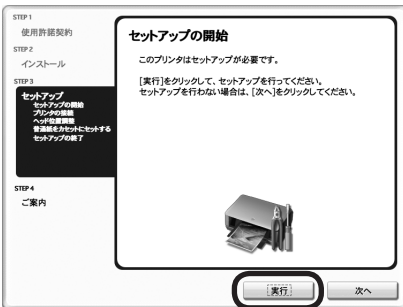 STEP 1
使用許諾契約
STEP 2
インストール
STEP 3
セットアップ
セットアップの開始
プリンタの接続
ヘッド位置調整
普通紙をカセットにセットする
セットアップの終了
STEP 4
ご案内
セットアップの開始
このプリンタはセットアップが必要です。
[実行]をクリックして、セットアップを行ってください。
セットアップを行わない場合は、[次へ]をクリックしてください。
実行
次へ